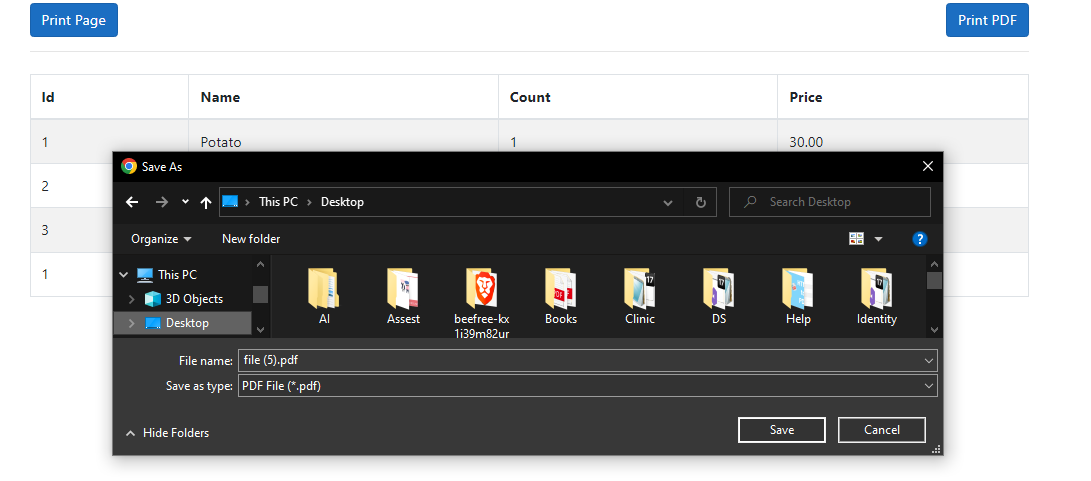 Print Page Print PDF
Id Name Count Price
1 Potato 1 30.00
2
3
1
Save As
This PC Desktop
Search Desktop
Organize New folder
This PC
3D Objects
Desktop
AI Assest beefree-kx Books Clinic DS Help Identity
1i39m82ur
File name: file (5).pdf
Save as type: PDF File (*.pdf)
Hide Folders Save Cancel